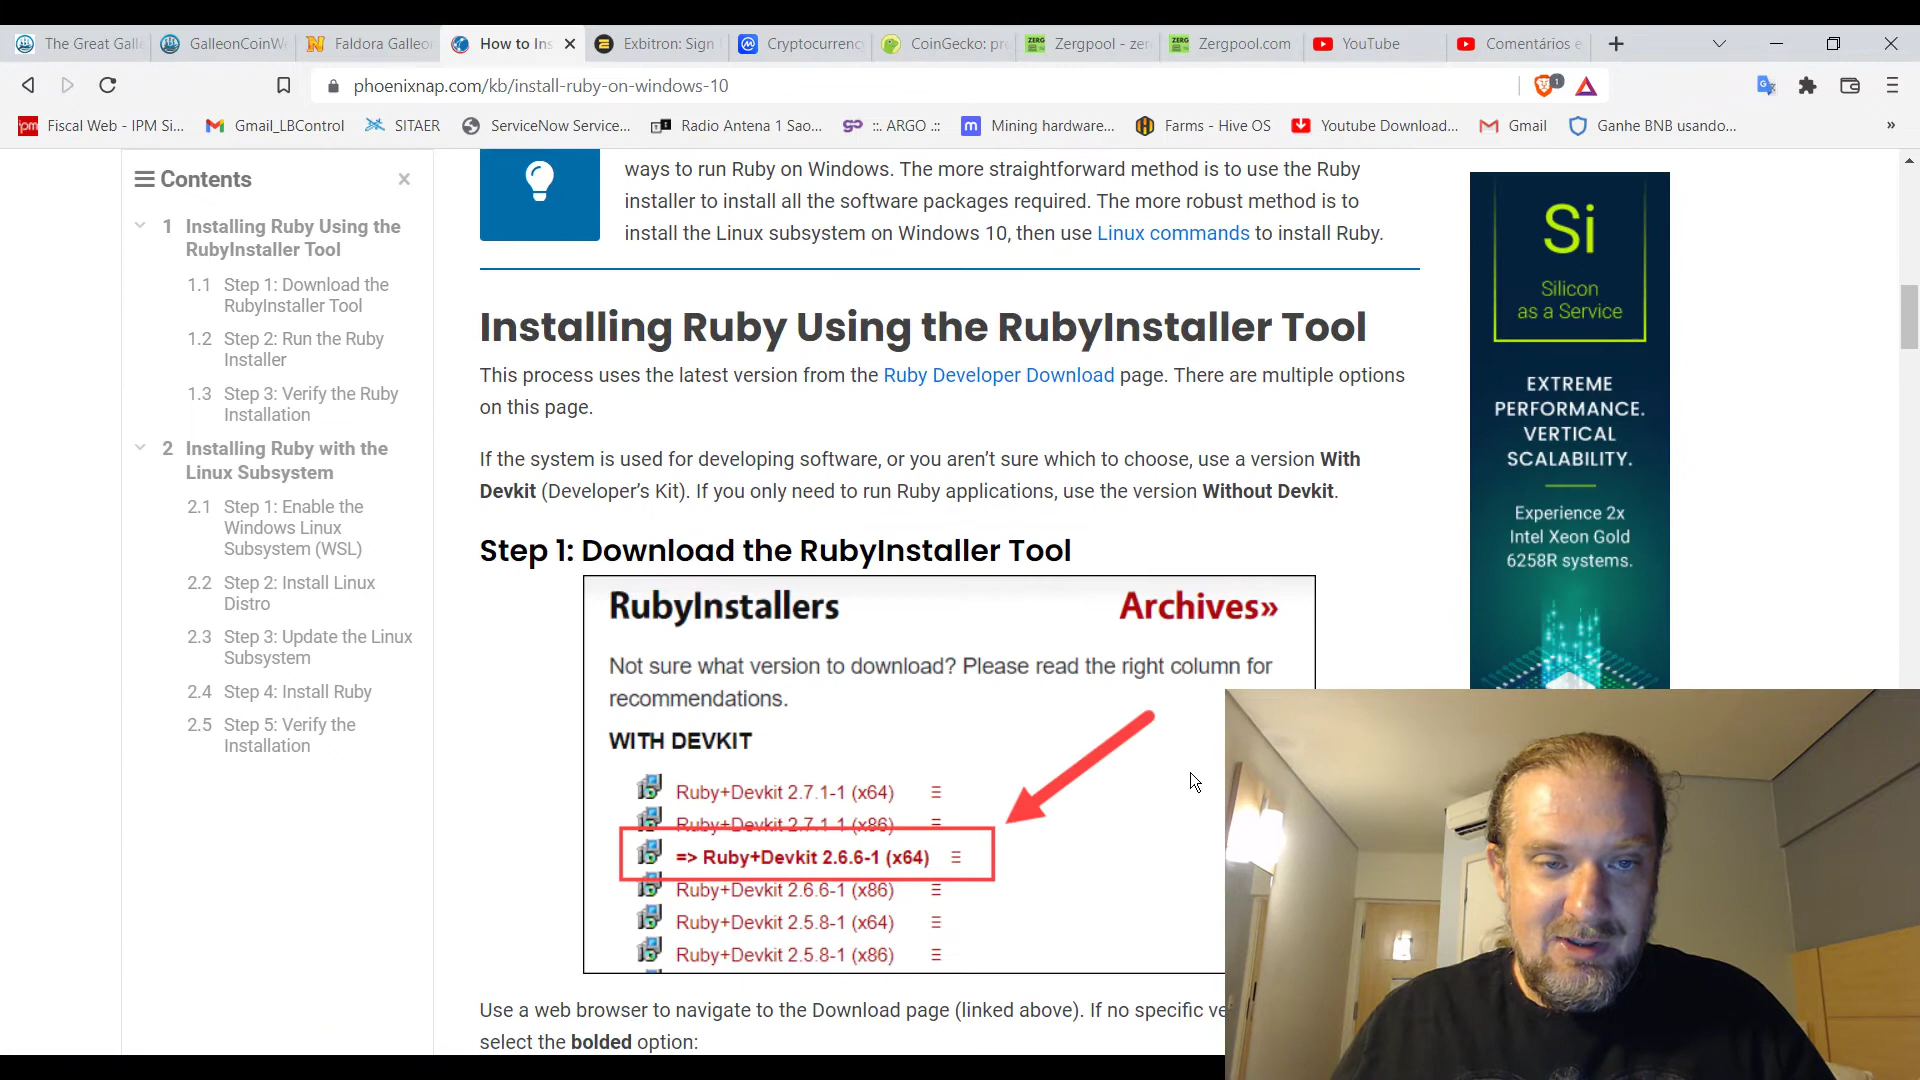 The Great Gall
GalleonCoinW
Faldora Galleo
How to Ins
Exbitron: Sign
Cryptocurrency
CoinGecko: pr
Zergpool - zer
Zergpool.com
YouTube
Comentários e
phoenixnap.com/kb/install-ruby-on-windows-10
1
Fiscal Web - IPM Si...
Gmail_LBControl
SITAER
ServiceNow Service...
Radio Antena 1 Sao...
::. ARGO .::
Mining hardware...
Farms - Hive OS
Youtube Download...
Gmail
Ganhe BNB usando...
»
Contents
1 Installing Ruby Using the
RubyInstaller Tool
1.1 Step 1: Download the
RubyInstaller Tool
1.2 Step 2: Run the Ruby
Installer
1.3 Step 3: Verify the Ruby
Installation
2 Installing Ruby with the
Linux Subsystem
2.1 Step 1: Enable the
Windows Linux
Subsystem (WSL)
2.2 Step 2: Install Linux
Distro
2.3 Step 3: Update the Linux
Subsystem
2.4 Step 4: Install Ruby
2.5 Step 5: Verify the
Installation
ways to run Ruby on Windows. The more straightforward method is to use the Ruby
installer to install all the software packages required. The more robust method is to
install the Linux subsystem on Windows 10, then use Linux commands to install Ruby.
Installing Ruby Using the RubyInstaller Tool
This process uses the latest version from the Ruby Developer Download page. There are multiple options
on this page.
If the system is used for developing software, or you aren’t sure which to choose, use a version With
Devkit (Developer’s Kit). If you only need to run Ruby applications, use the version Without Devkit.
Step 1: Download the RubyInstaller Tool
RubyInstallers
Archives»
Not sure what version to download? Please read the right column for
recommendations.
WITH DEVKIT
Ruby+Devkit 2.7.1-1 (x64)
Ruby+Devkit 2.7.1-1 (x86)
=> Ruby+Devkit 2.6.6-1 (x64)
Ruby+Devkit 2.6.6-1 (x86)
Ruby+Devkit 2.5.8-1 (x64)
Ruby+Devkit 2.5.8-1 (x86)
Use a web browser to navigate to the Download page (linked above). If no specific ve
select the bolded option:
Si
Silicon
as a Service
EXTREME
PERFORMANCE.
VERTICAL
SCALABILITY.
Experience 2x
Intel Xeon Gold
6258R systems.